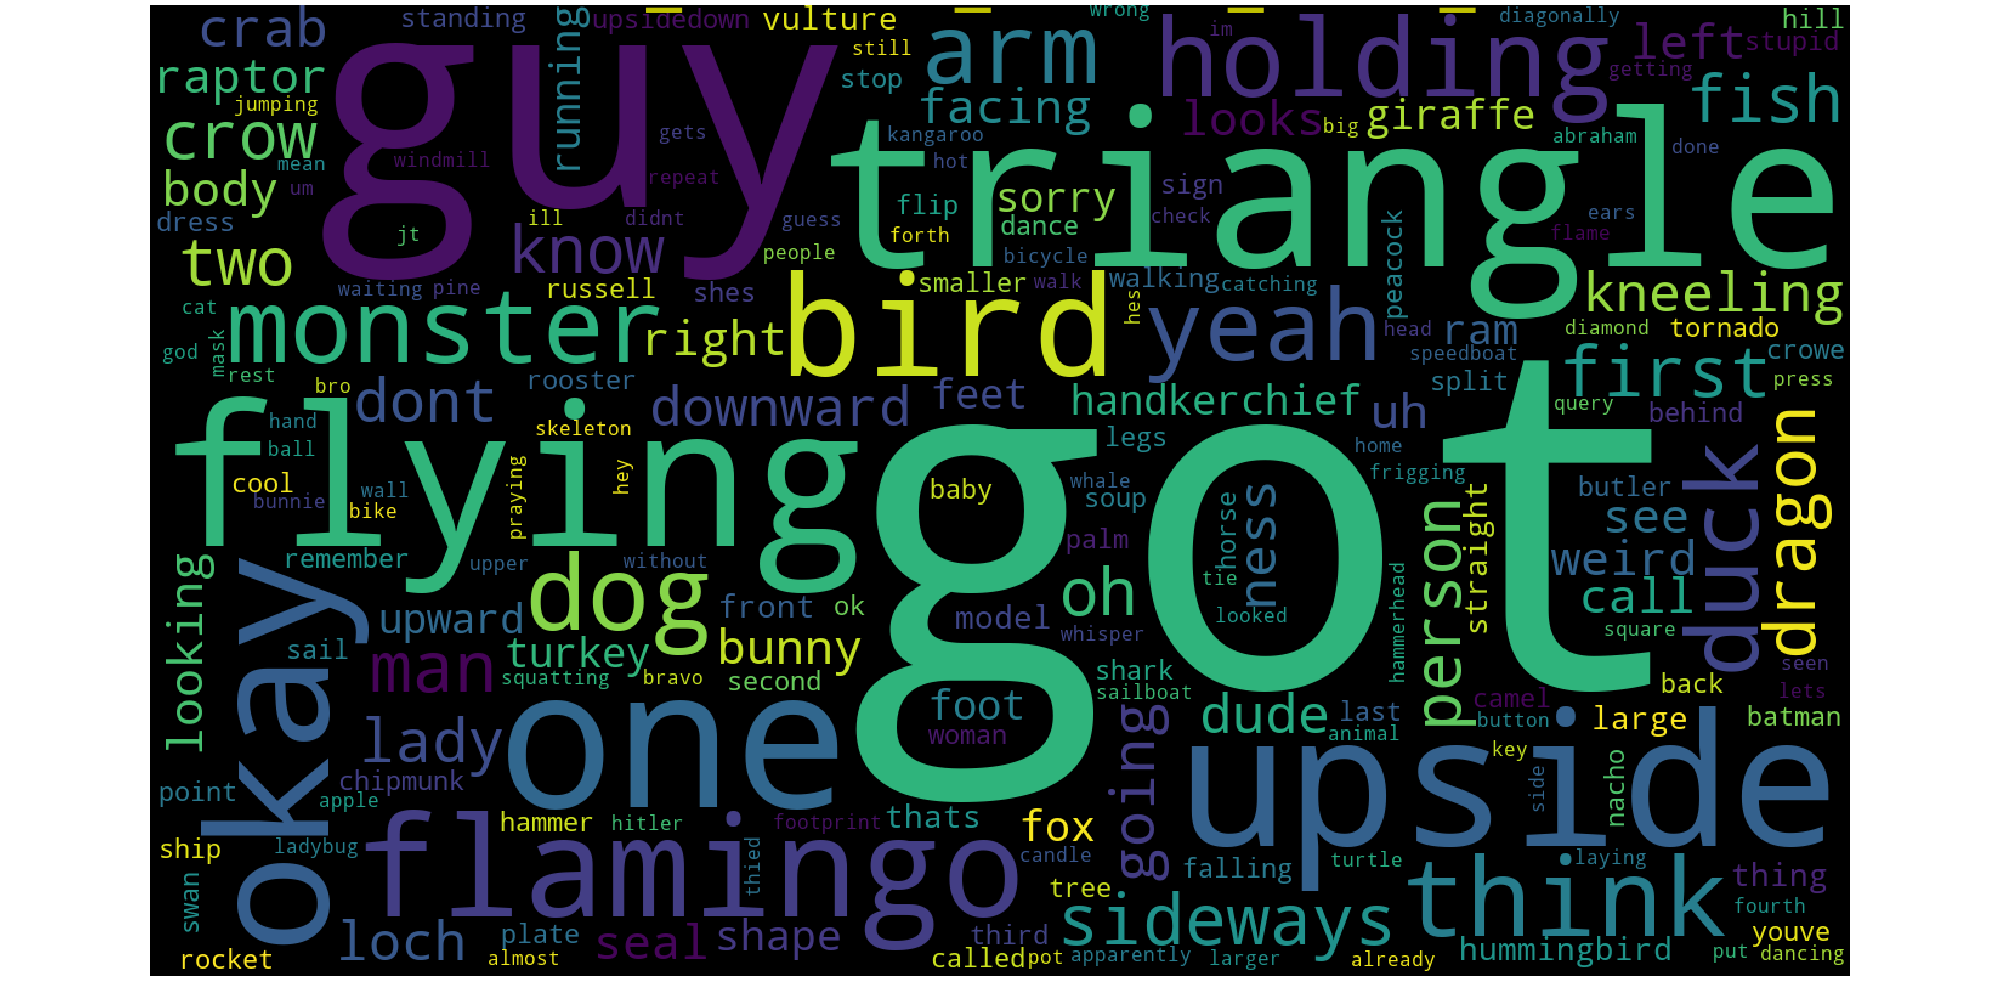 crab
standing
upsidedown
vulture
wrong
diagonally
hill
guy
running
still
arm
holding
im
left
stupid
raptor
jumping
stop
facing
looks
big
giraffe
getting
fish
crow
mean
windmill
gets
repeat
kangaroo
hot
triangle
abraham
done
body
um
dress
jt
ill
didnt
guess
flip
forth
sorry
dance
sign
check
peacock
ears
flame
two
know
people
bicycle
waiting
pine
russell
shes
bird
smaller
walk
walking
catching
hes
kneeling
cat
god
mask
monster
right
yeah
head
ram
diamond
tornado
speedboat
crowe
rest
bro
dont
rooster
downward
feet
handkerchief
uh
split
first
press
query
behind
hand
ball
skeleton
legs
home
frigging
flying
cool
bunnie
wall
bike
praying
hey
got
baby
whale
soup
horse
ness
person
straight
butler
see
duck
dragon
looking
remember
upper
without
palm
tie
weird
okay
dog
front
ok
oh
looked
hammerhead
call
square
upward
model
whisper
sail
man
turkey
bunny
squatting
bravo
second
shark
sailboat
camel
back
seen
lets
lady
one
foot
woman
going
dude
last
animal
button
large
batman
point
chipmunk
apple
upside
key
side
nacho
hammer
hitler
footprint
thats
fox
ship
ladybug
flamingo
thied
candle
tree
falling
turtle
think
laying
thing
swan
fourth
rocket
loch
plate
almost
seal
shape
third
called
pot
sideways
apparently
larger
already
hummingbird
youve
put
dancing